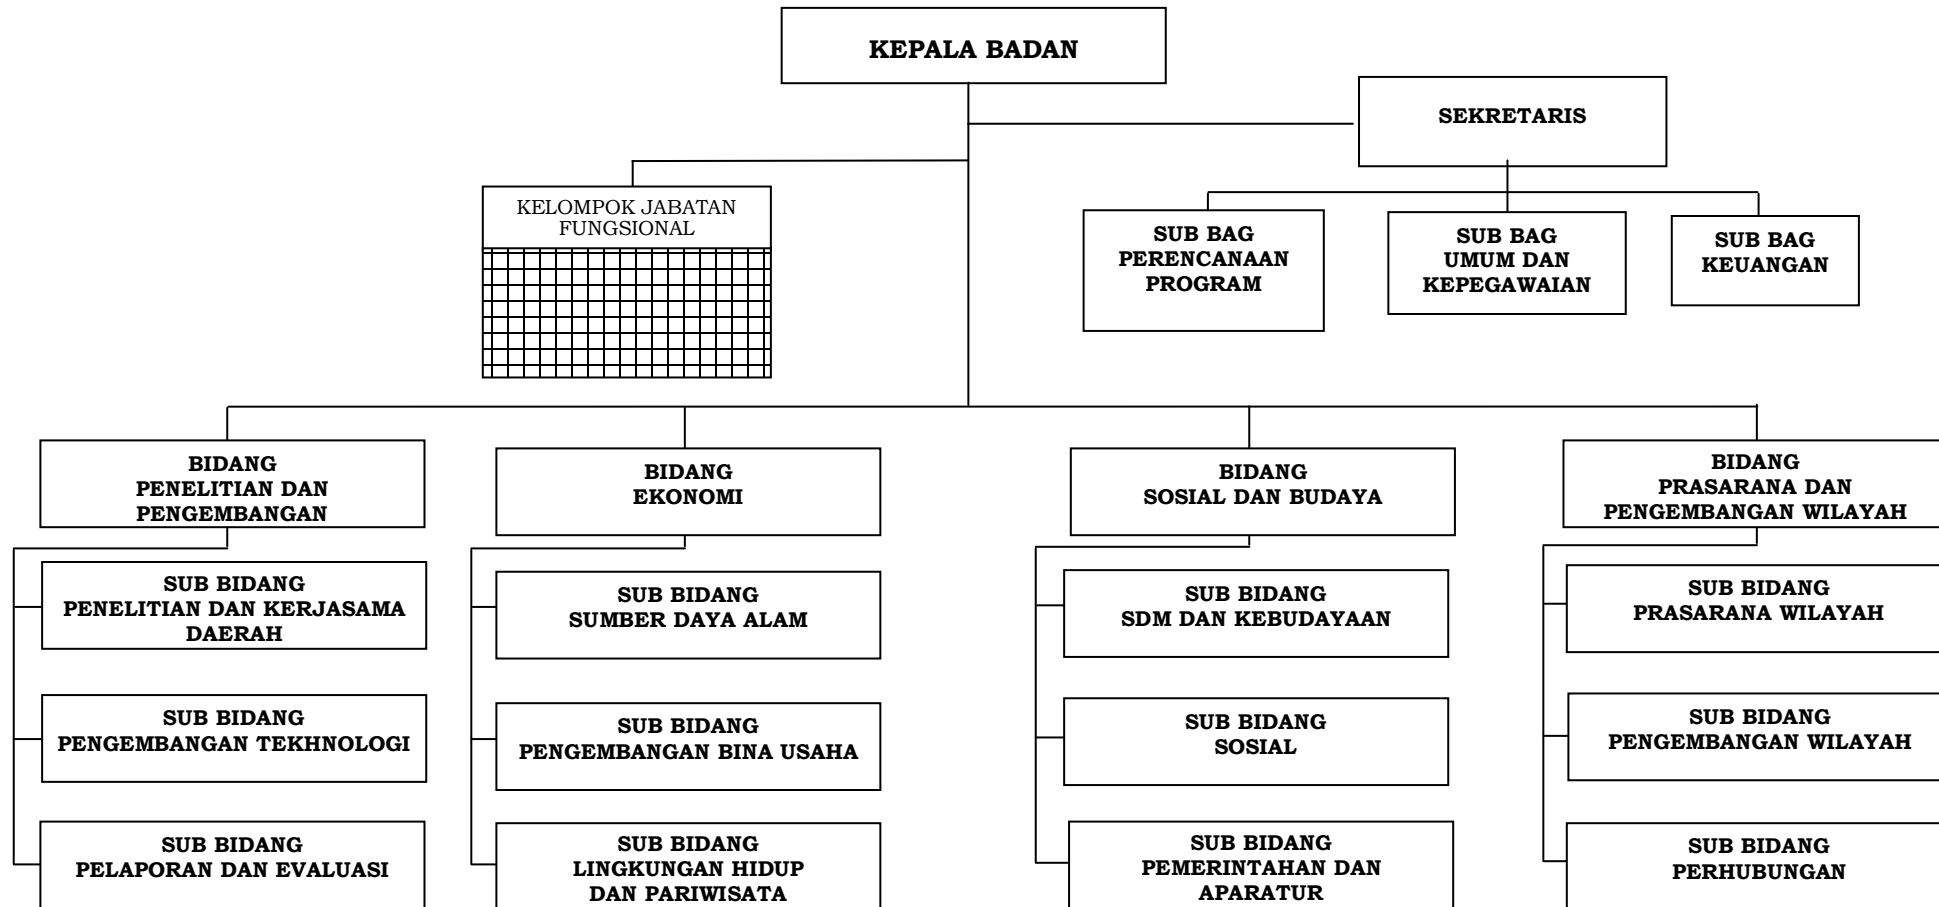 KEPALA BADAN
SEKRETARIS
KELOMPOK JABATAN
FUNGSIONAL
SUB BAG
PERENCANAAN
PROGRAM
SUB BAG
UMUM DAN
KEPEGAWAIAN
SUB BAG
KEUANGAN
BIDANG
PENELITIAN DAN
PENGEMBANGAN
BIDANG
EKONOMI
BIDANG
SOSIAL DAN BUDAYA
BIDANG
PRASARANA DAN
PENGEMBANGAN WILAYAH
SUB BIDANG
PENELITIAN DAN KERJASAMA
DAERAH
SUB BIDANG
SUMBER DAYA ALAM
SUB BIDANG
SDM DAN KEBUDAYAAN
SUB BIDANG
PRASARANA WILAYAH
SUB BIDANG
PENGEMBANGAN TEKHNOLOGI
SUB BIDANG
PENGEMBANGAN BINA USAHA
SUB BIDANG
SOSIAL
SUB BIDANG
PENGEMBANGAN WILAYAH
SUB BIDANG
PELAPORAN DAN EVALUASI
SUB BIDANG
LINGKUNGAN HIDUP
DAN PARIWISATA
SUB BIDANG
PEMERINTAHAN DAN
APARATUR
SUB BIDANG
PERHUBUNGAN